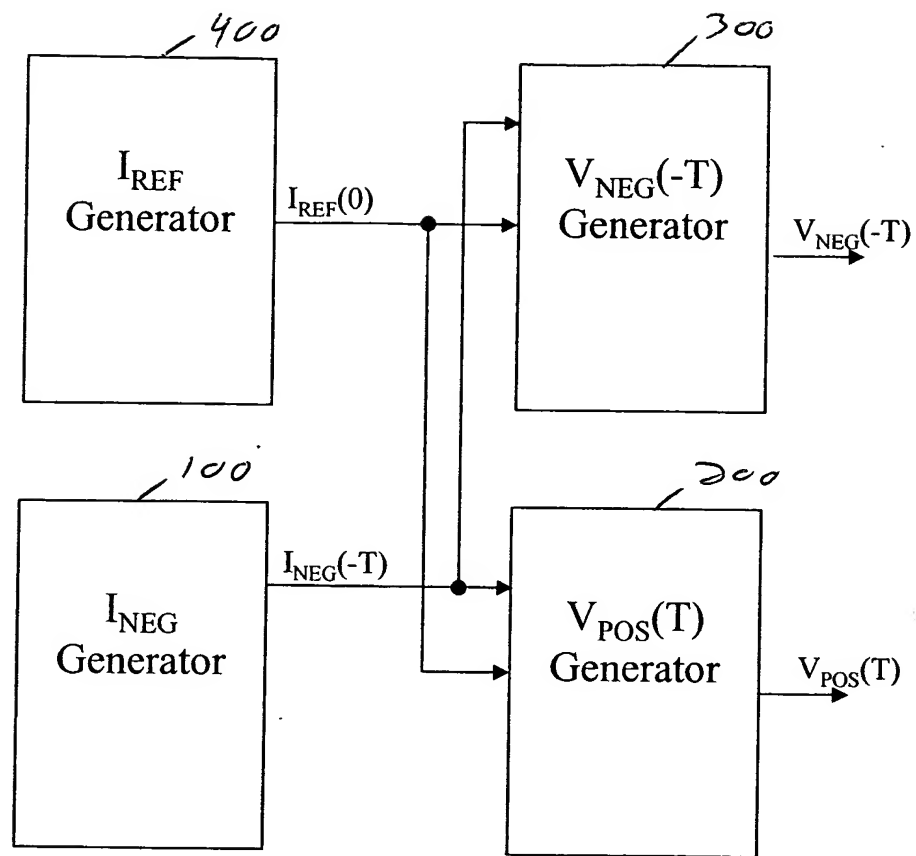 400
300
I_REF
Generator
I_REF(0)
V_NEG(-T)
Generator
V_NEG(-T)
100
200
I_NEG(-T)
I_NEG
Generator
V_POS(T)
Generator
V_POS(T)